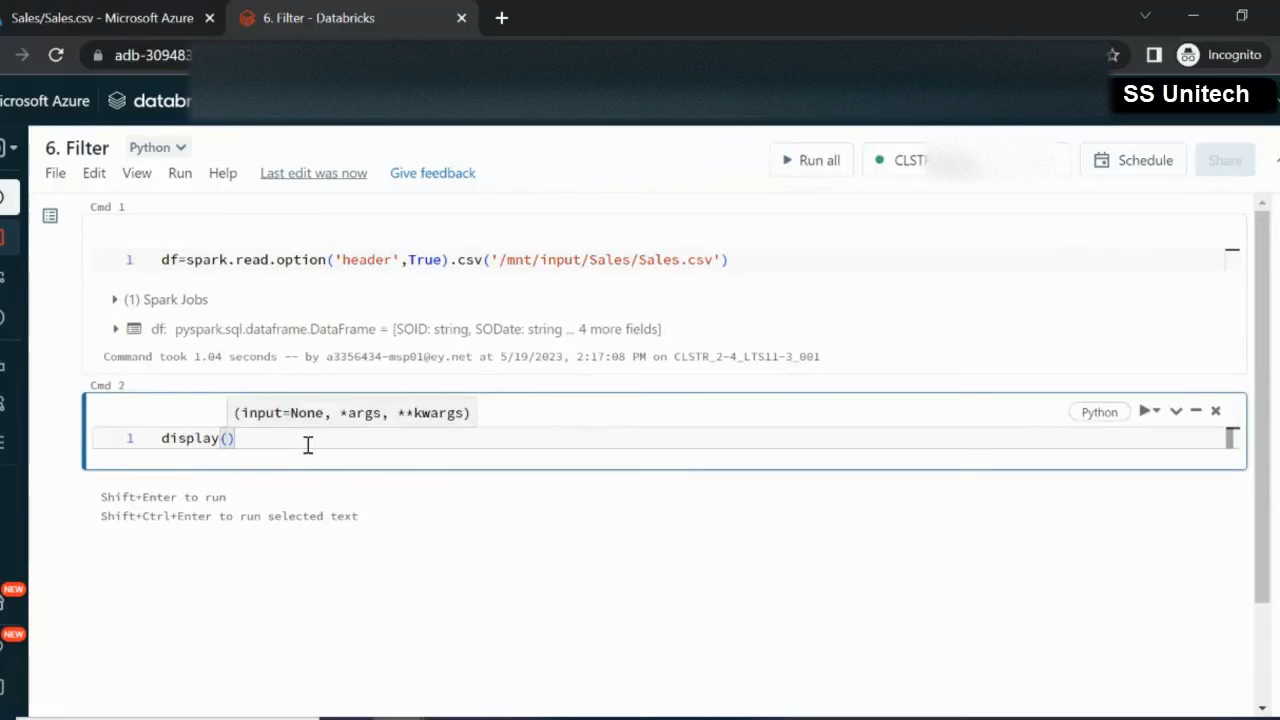 Sales/Sales.csv - Microsoft Azure
6. Filter - Databricks
adb-309483
Incognito
SS Unitech
icrosoft Azure
databr
6. Filter
Python
Run all
CLSTR
Schedule
Share
File Edit View Run Help Last edit was now Give feedback
Cmd 1
1 df=spark.read.option('header',True).csv('/mnt/input/Sales/Sales.csv')
(1) Spark Jobs
df: pyspark.sql.dataframe.DataFrame = [SOID: string, SODate: string ... 4 more fields]
Command took 1.04 seconds -- by a3356434-msp01@ey.net at 5/19/2023, 2:17:08 PM on CLSTR_2-4_LTS11-3_001
Cmd 2
(input=None, *args, **kwargs)
Python
1 display()
Shift+Enter to run
Shift+Ctrl+Enter to run selected text
NEW
NEW